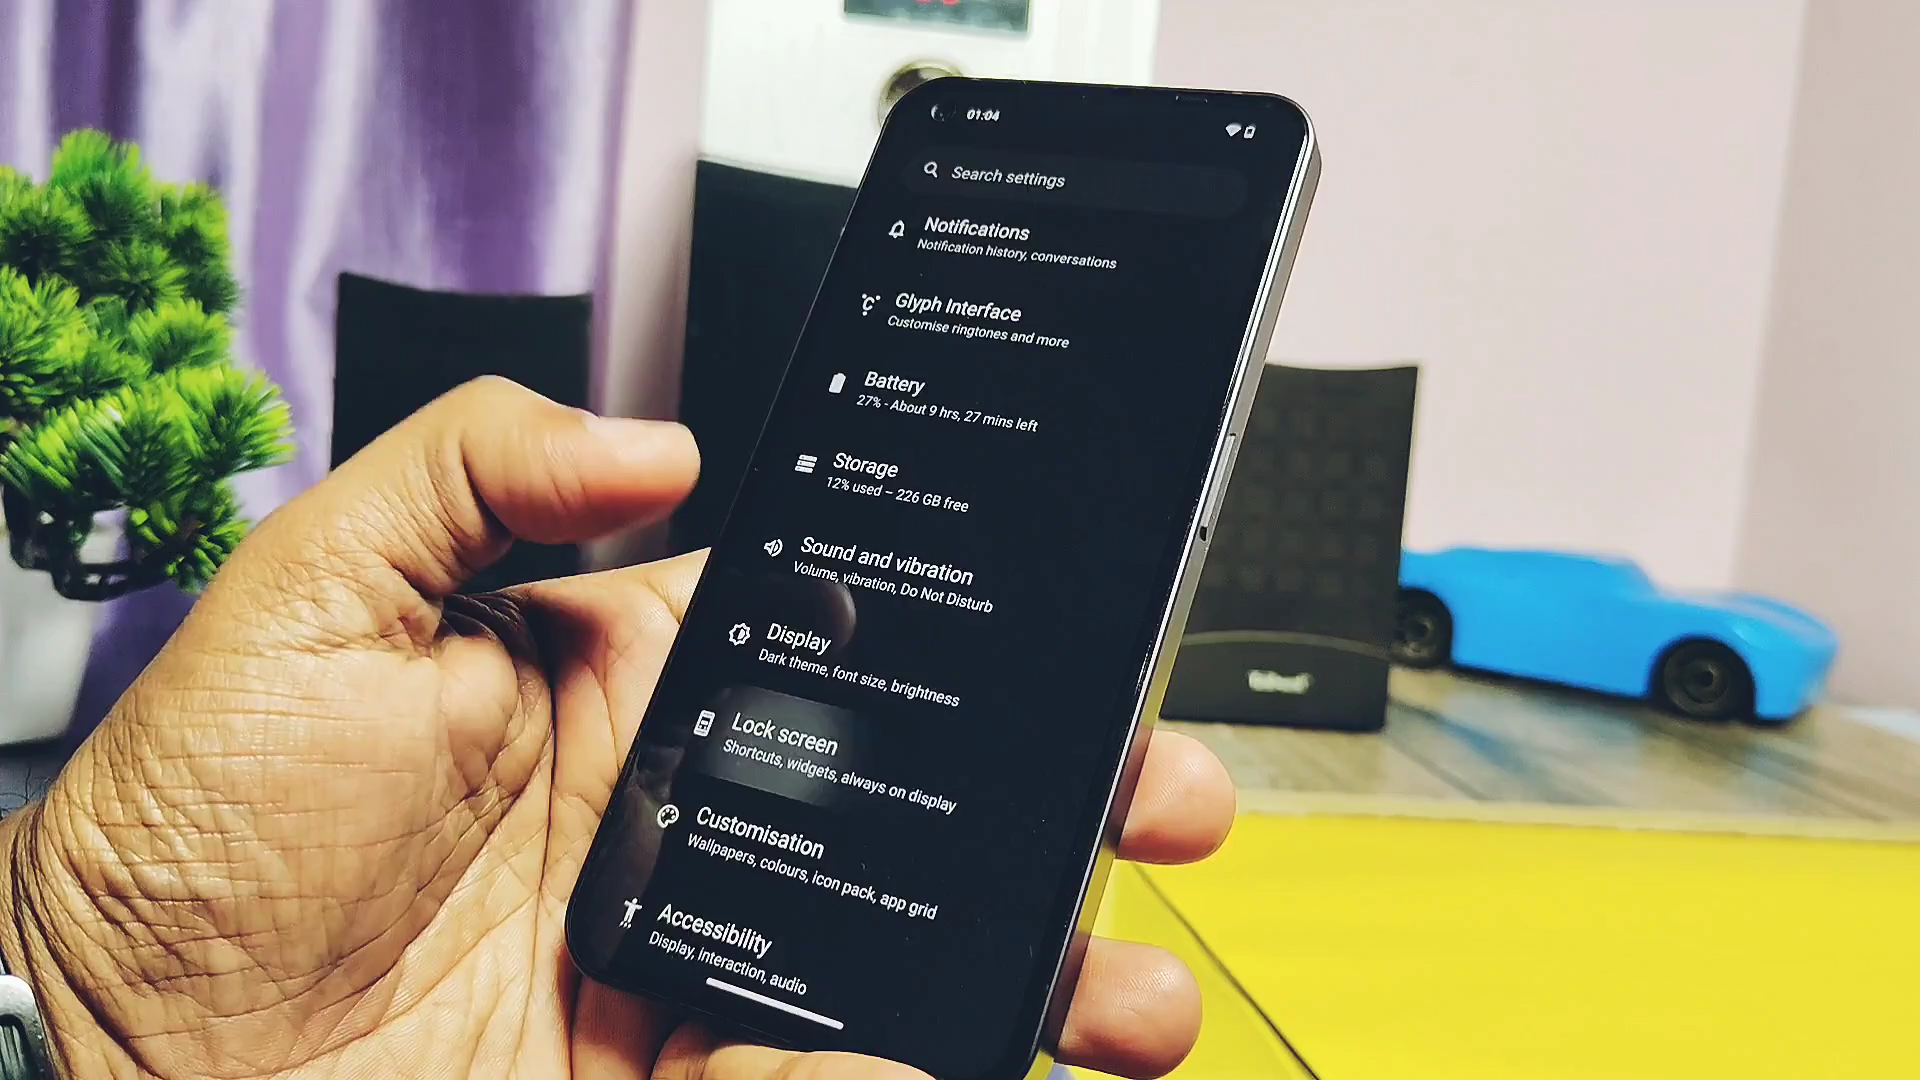 01:04
Search settings
Notifications
Notification history, conversations
Glyph Interface
Customise ringtones and more
Battery
27% - About 9 hrs, 27 mins left
Storage
12% used – 226 GB free
Sound and vibration
Volume, vibration, Do Not Disturb
Display
Dark theme, font size, brightness
Lock screen
Shortcuts, widgets, always on display
Customisation
Wallpapers, colours, icon pack, app grid
Accessibility
Display, interaction, audio